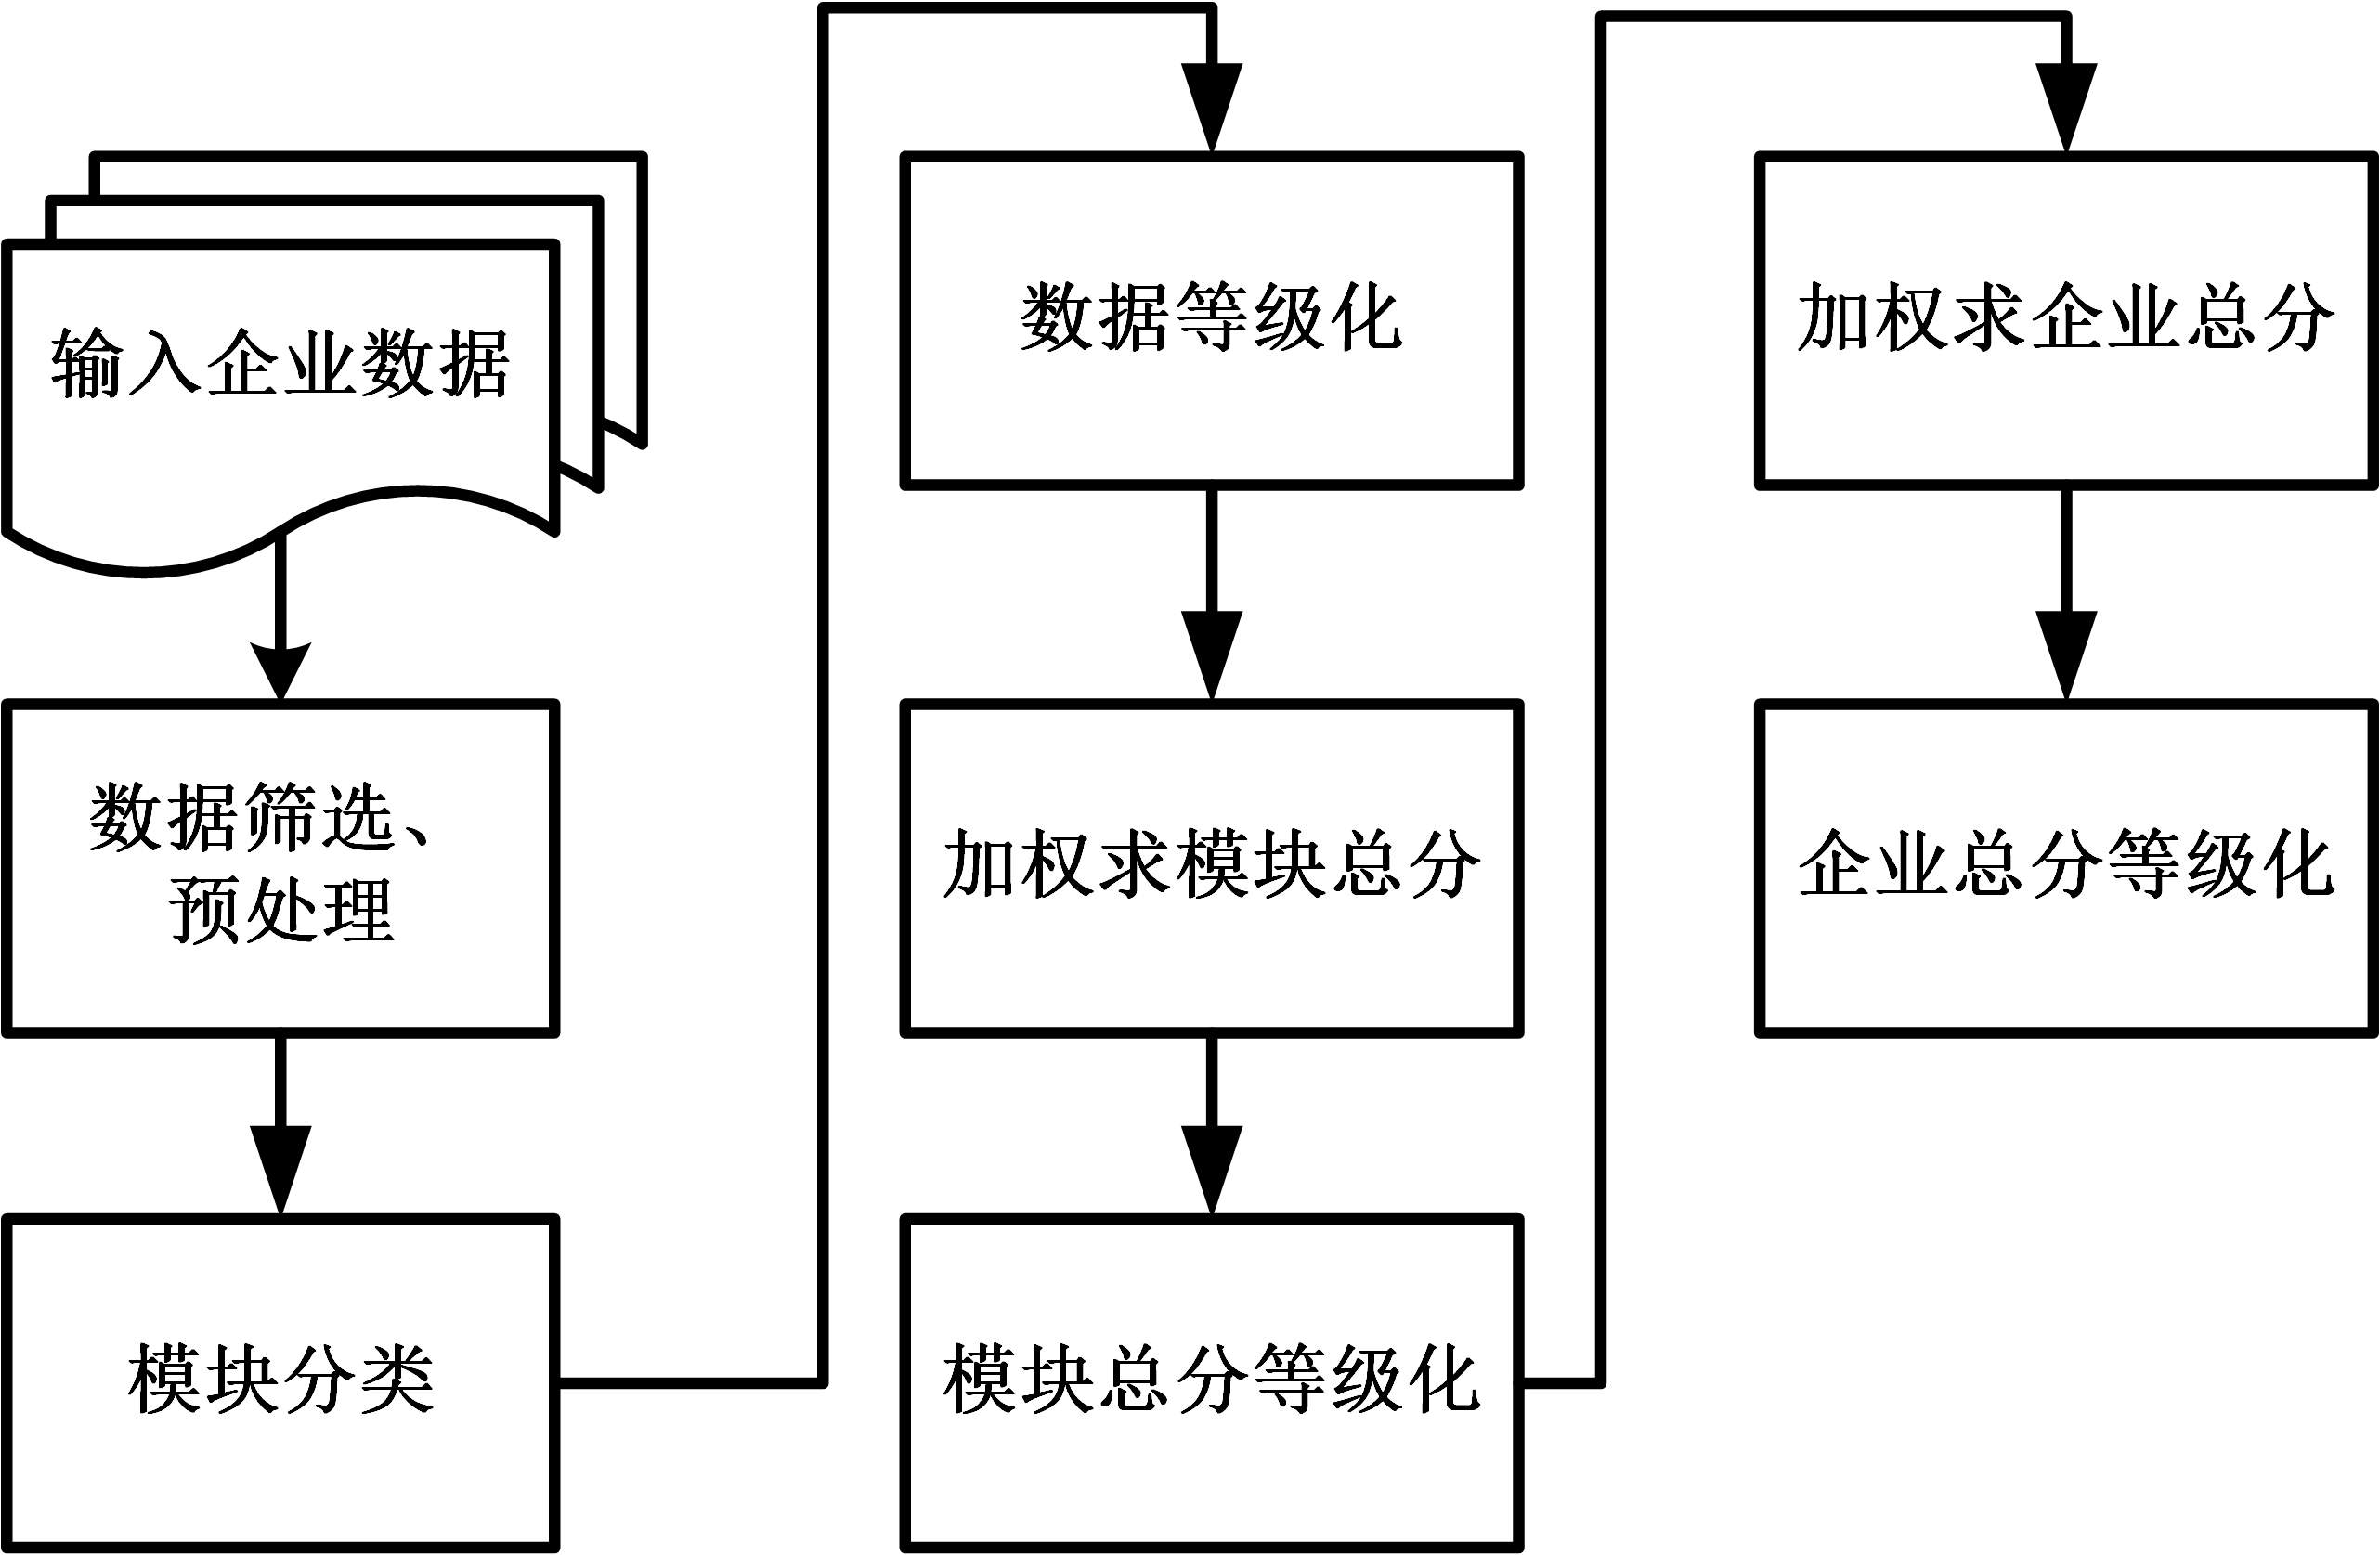 输入企业数据
数据筛选、
预处理
模块分类
数据等级化
加权求模块总分
模块总分等级化
加权求企业总分
企业总分等级化